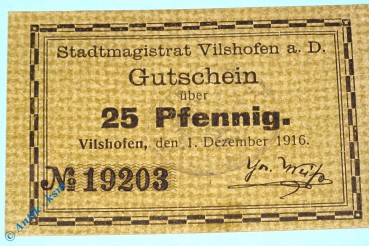 Stadtmagistrat Vilshofen a. D.
Gutschein
über
25 Pfennig.
Vilshofen, den 1. Dezember 1916.
№ 19203